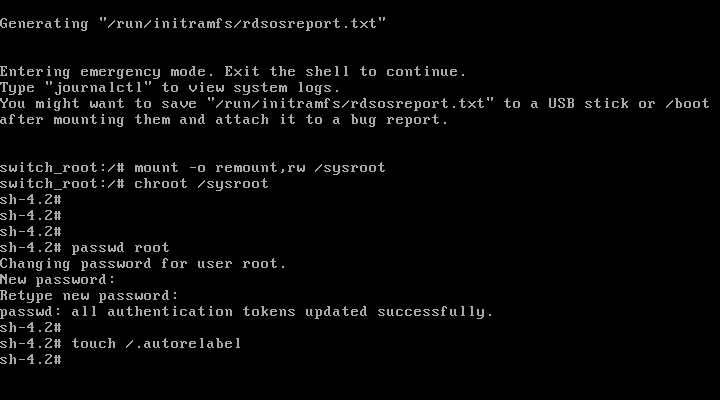 Generating "/run/initramfs/rdsosreport.txt"
Entering emergency mode. Exit the shell to continue.
Type "journalctl" to view system logs.
You might want to save "/run/initramfs/rdsosreport.txt" to a USB stick or /boot
after mounting them and attach it to a bug report.
switch_root:/# mount -o remount,rw /sysroot
switch_root:/# chroot /sysroot
sh-4.2#
sh-4.2#
sh-4.2#
sh-4.2# passwd root
Changing password for user root.
New password:
Retype new password:
passwd: all authentication tokens updated successfully.
sh-4.2#
sh-4.2# touch /.autorelabel
sh-4.2#